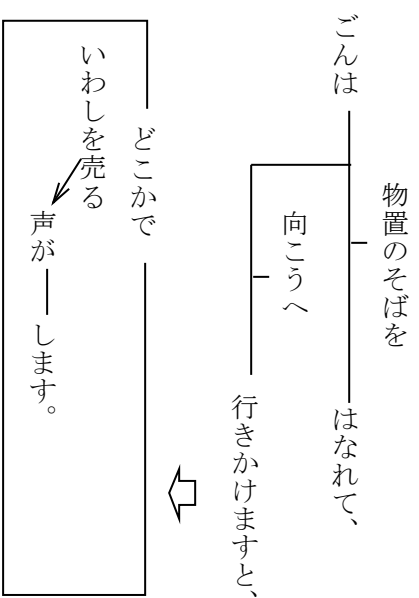 物置のそばを
ごんは
はなれて、
向こうへ
行きかけますと、
どこかで
いわしを売る
声が
します。